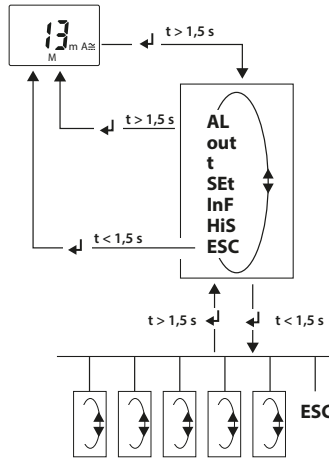 13 m A≅
M
t > 1,5 s
t > 1,5 s
AL
out
t
SEt
InF
HiS
ESC
t < 1,5 s
t > 1,5 s
t < 1,5 s
ESC